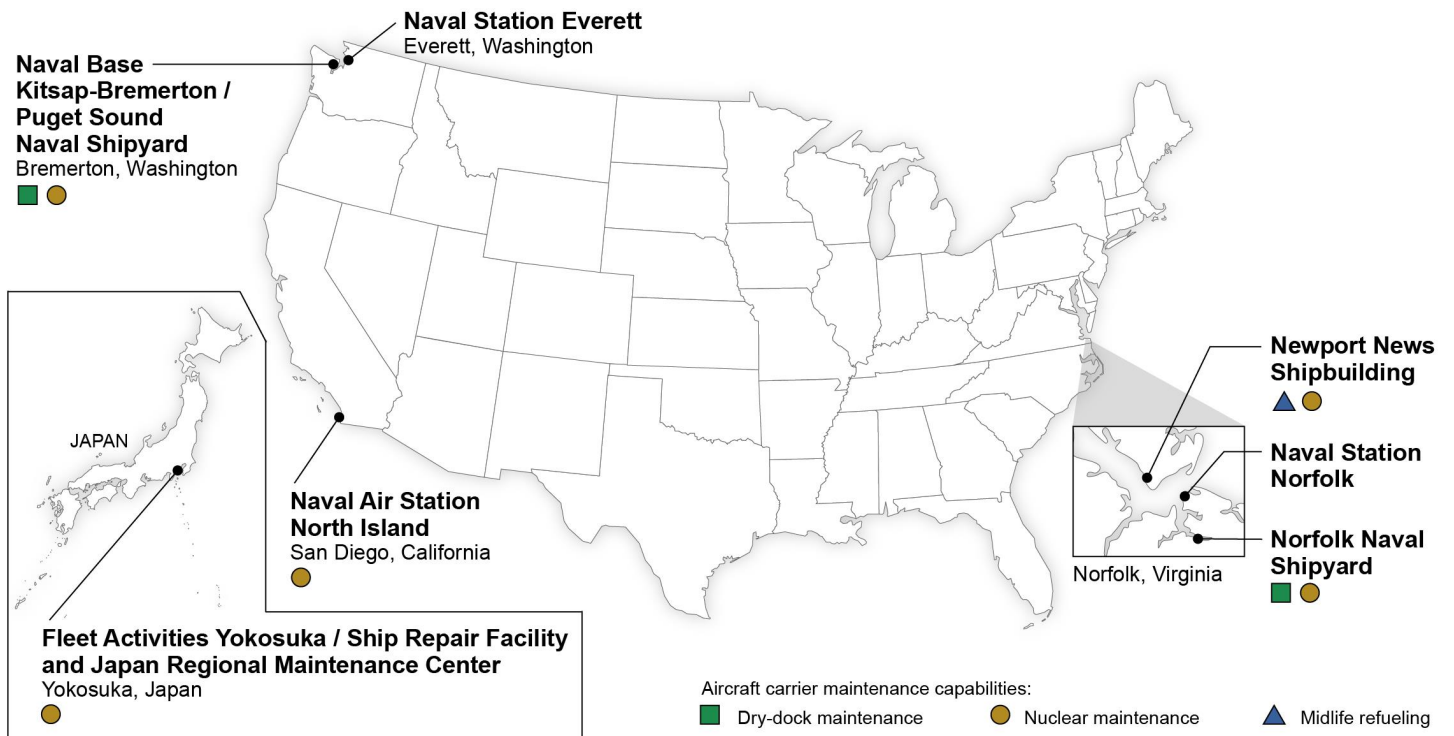 Naval Station Everett
Everett, Washington
Naval Base
Kitsap-Bremerton /
Puget Sound
Naval Shipyard
Bremerton, Washington
JAPAN
Naval Air Station
North Island
San Diego, California
Newport News
Shipbuilding
Naval Station
Norfolk
Norfolk Naval
Shipyard
Norfolk, Virginia
Fleet Activities Yokosuka / Ship Repair Facility
and Japan Regional Maintenance Center
Yokosuka, Japan
Aircraft carrier maintenance capabilities:
Dry-dock maintenance
Nuclear maintenance
Midlife refueling